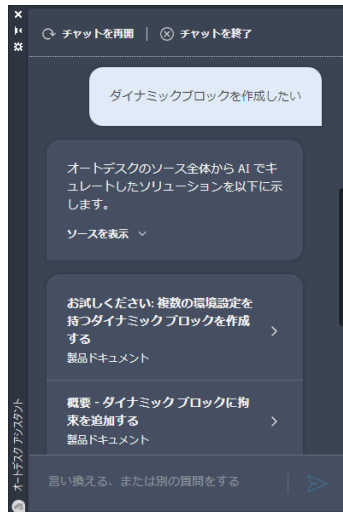 チャットを再開
チャットを終了
ダイナミックブロックを作成したい
オートデスクのソース全体から AI でキ
ュレートしたソリューションを以下に示
します。
ソースを表示
お試しください: 複数の環境設定を
持つダイナミック ブロックを作成
する
製品ドキュメント
概要 - ダイナミック ブロックに拘
束を追加する
製品ドキュメント
言い換える、または別の質問をする
オートデスク アシスタント